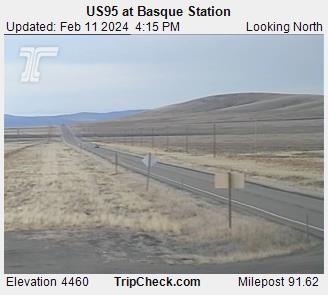 US95 at Basque Station
Updated: Feb 11 2024 4:15 PM Looking North
Elevation 4460 TripCheck.com Milepost 91.62